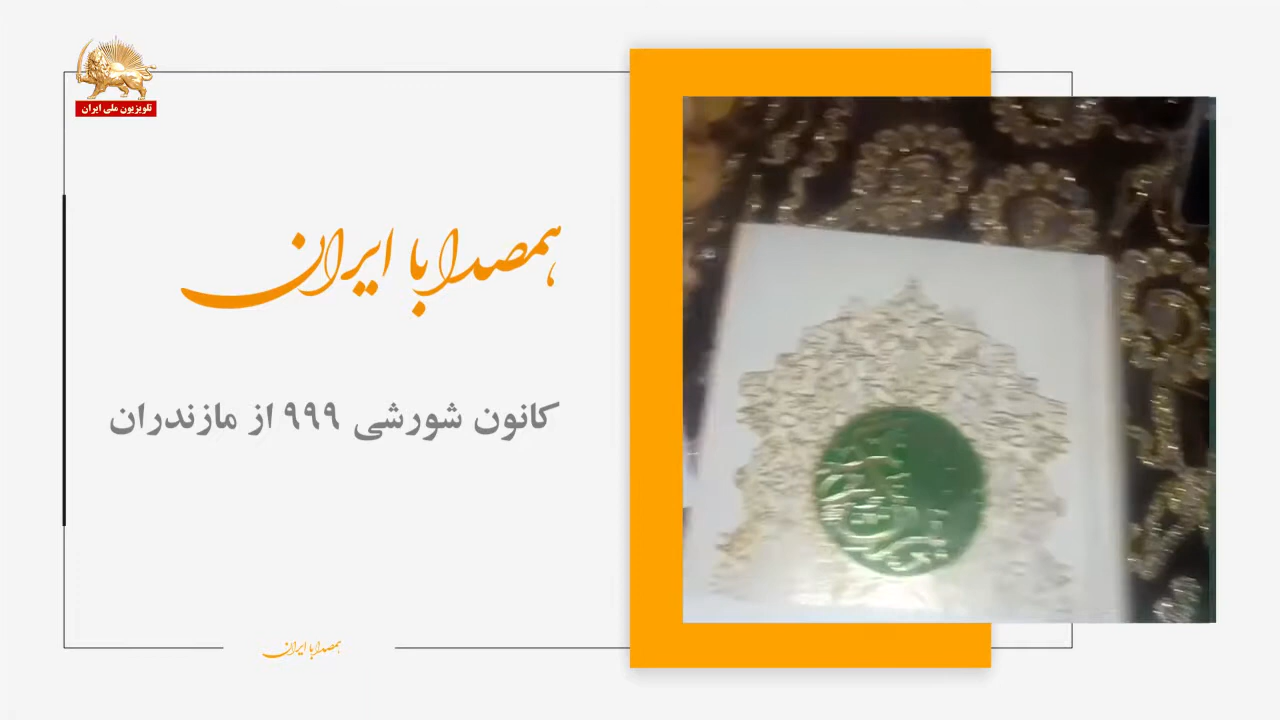 تلویزیون ملی ایران
همصدا با ایران
کانون شورشی ۹۹۹ از مازندران
همصدا با ایران